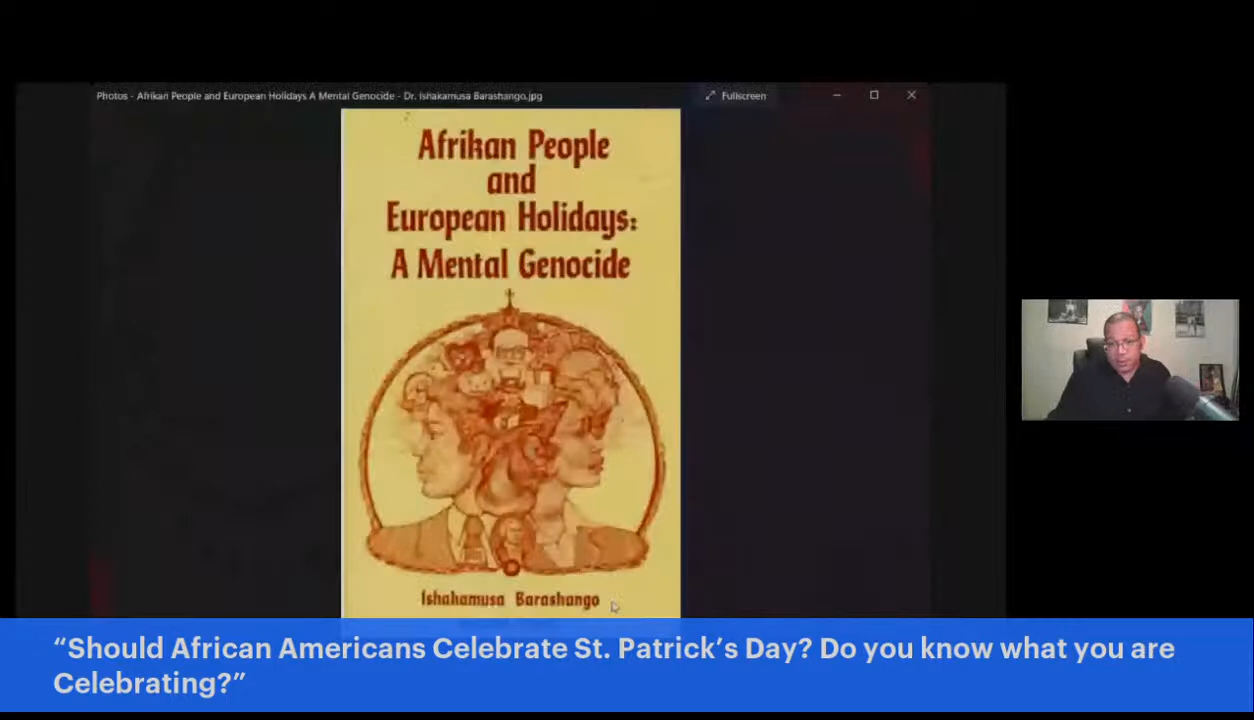 Photos - Afrikan People and European Holidays A Mental Genocide - Dr. Ishakamusa Barashango.jpg
Fullscreen
Afrikan People
and
European Holidays:
A Mental Genocide
Ishakamusa Barashango
“Should African Americans Celebrate St. Patrick’s Day? Do you know what you are
Celebrating?”